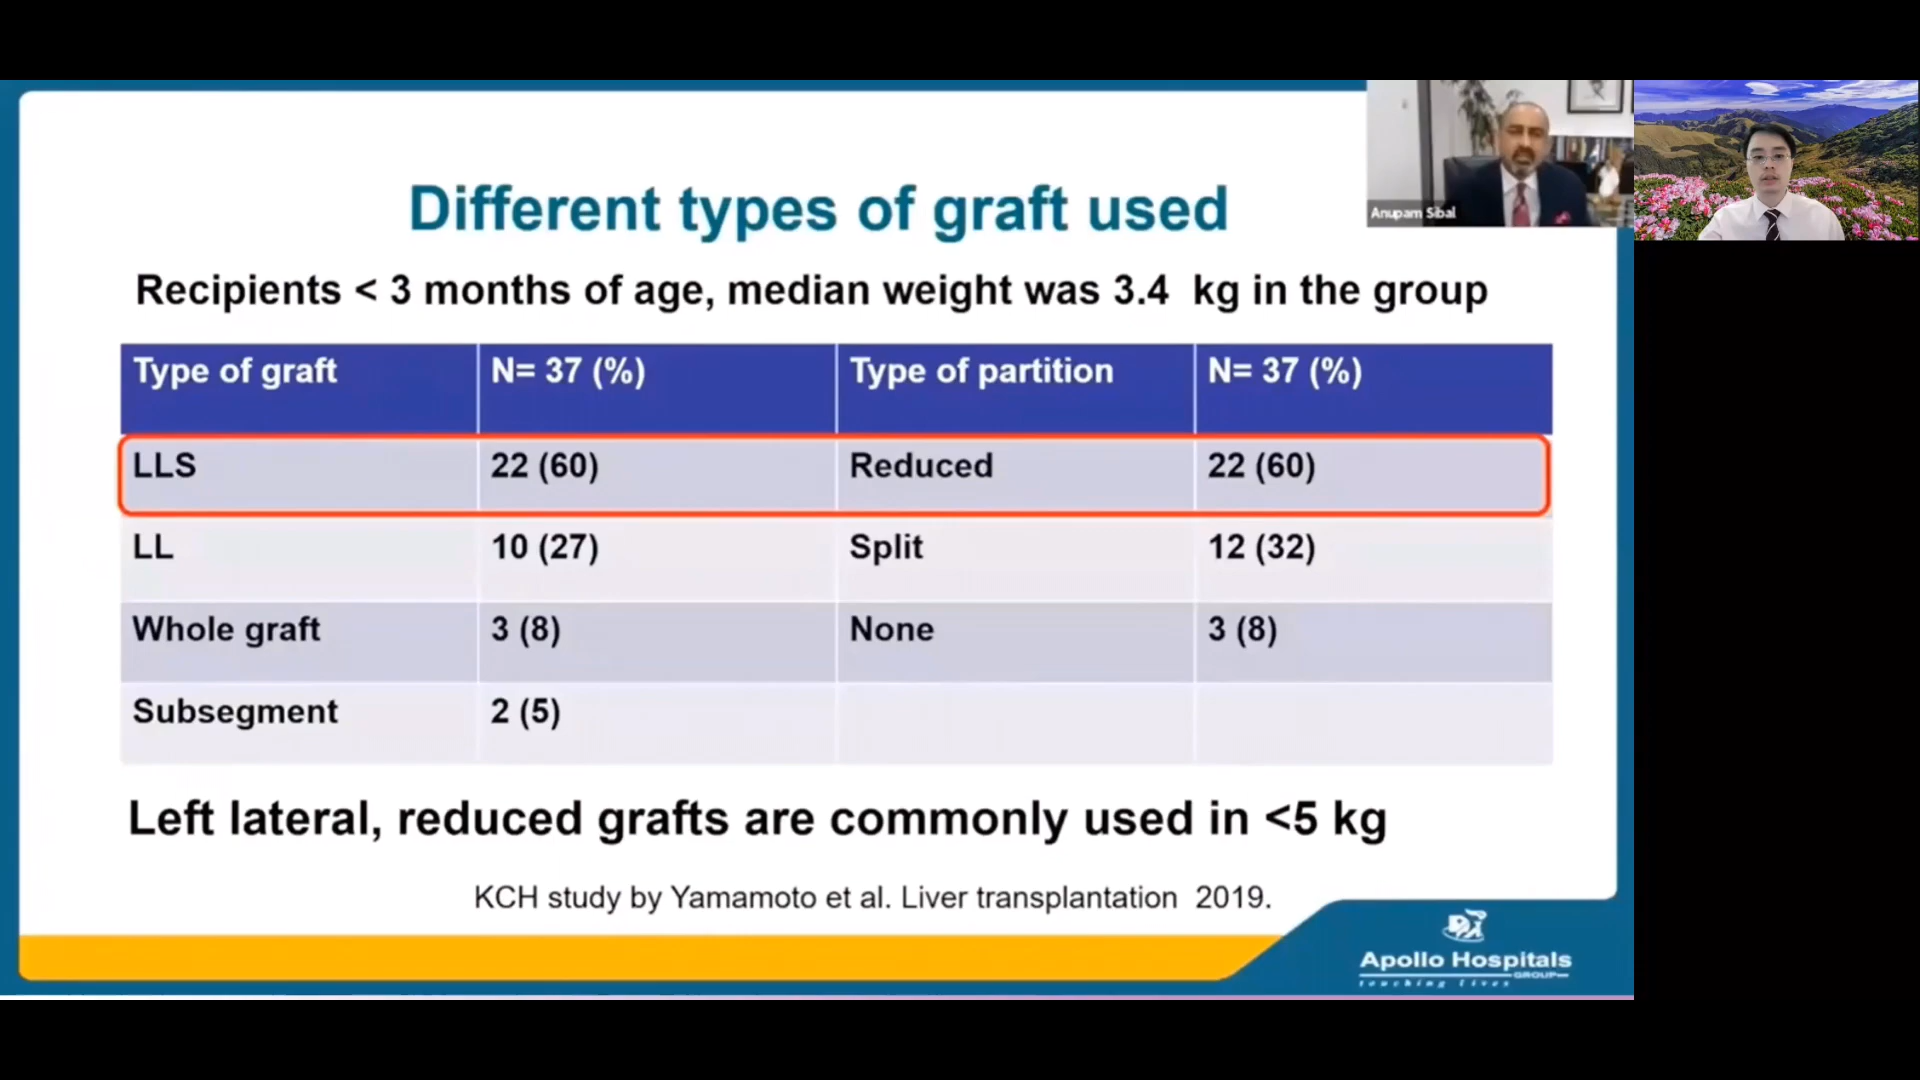 Different types of graft used
Anupam Sibal
Recipients < 3 months of age, median weight was 3.4 kg in the group
Type of graft N= 37 (%) Type of partition N= 37 (%)
LLS 22 (60) Reduced 22 (60)
LL 10 (27) Split 12 (32)
Whole graft 3 (8) None 3 (8)
Subsegment 2 (5)
Left lateral, reduced grafts are commonly used in <5 kg
KCH study by Yamamoto et al. Liver transplantation 2019.
Apollo Hospitals
GROUP
touching lives